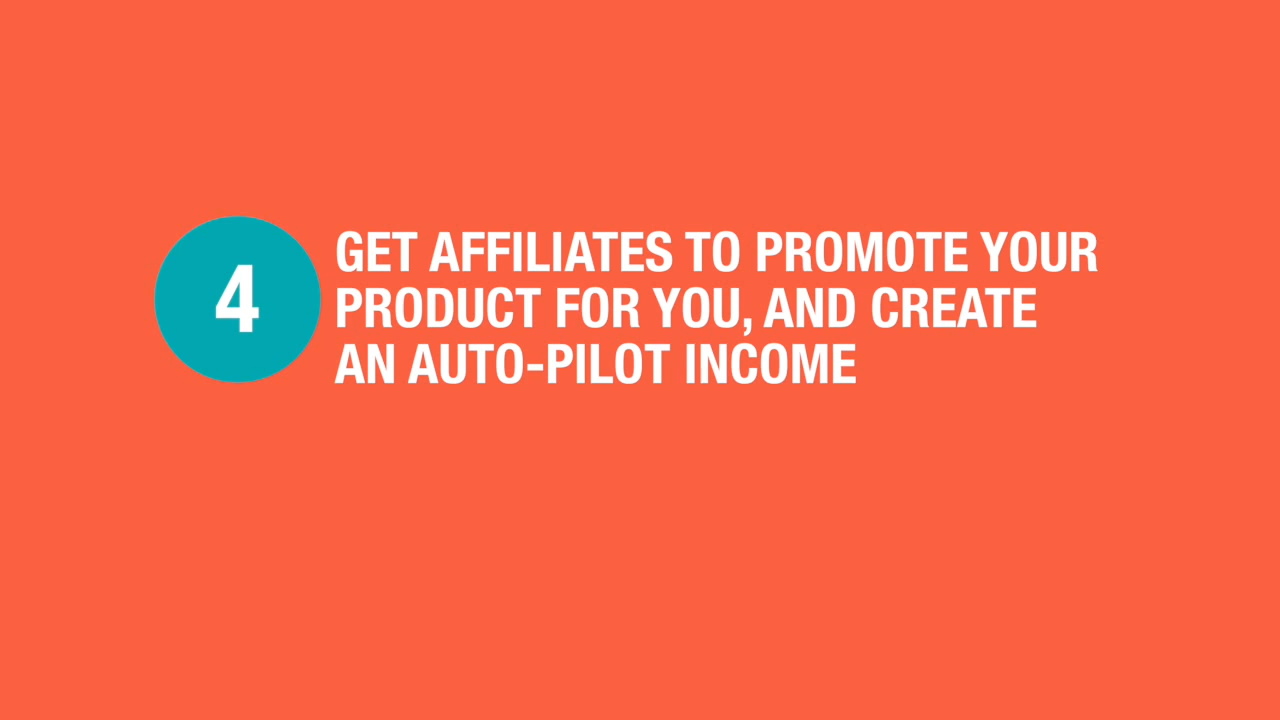 4
GET AFFILIATES TO PROMOTE YOUR
PRODUCT FOR YOU, AND CREATE
AN AUTO-PILOT INCOME